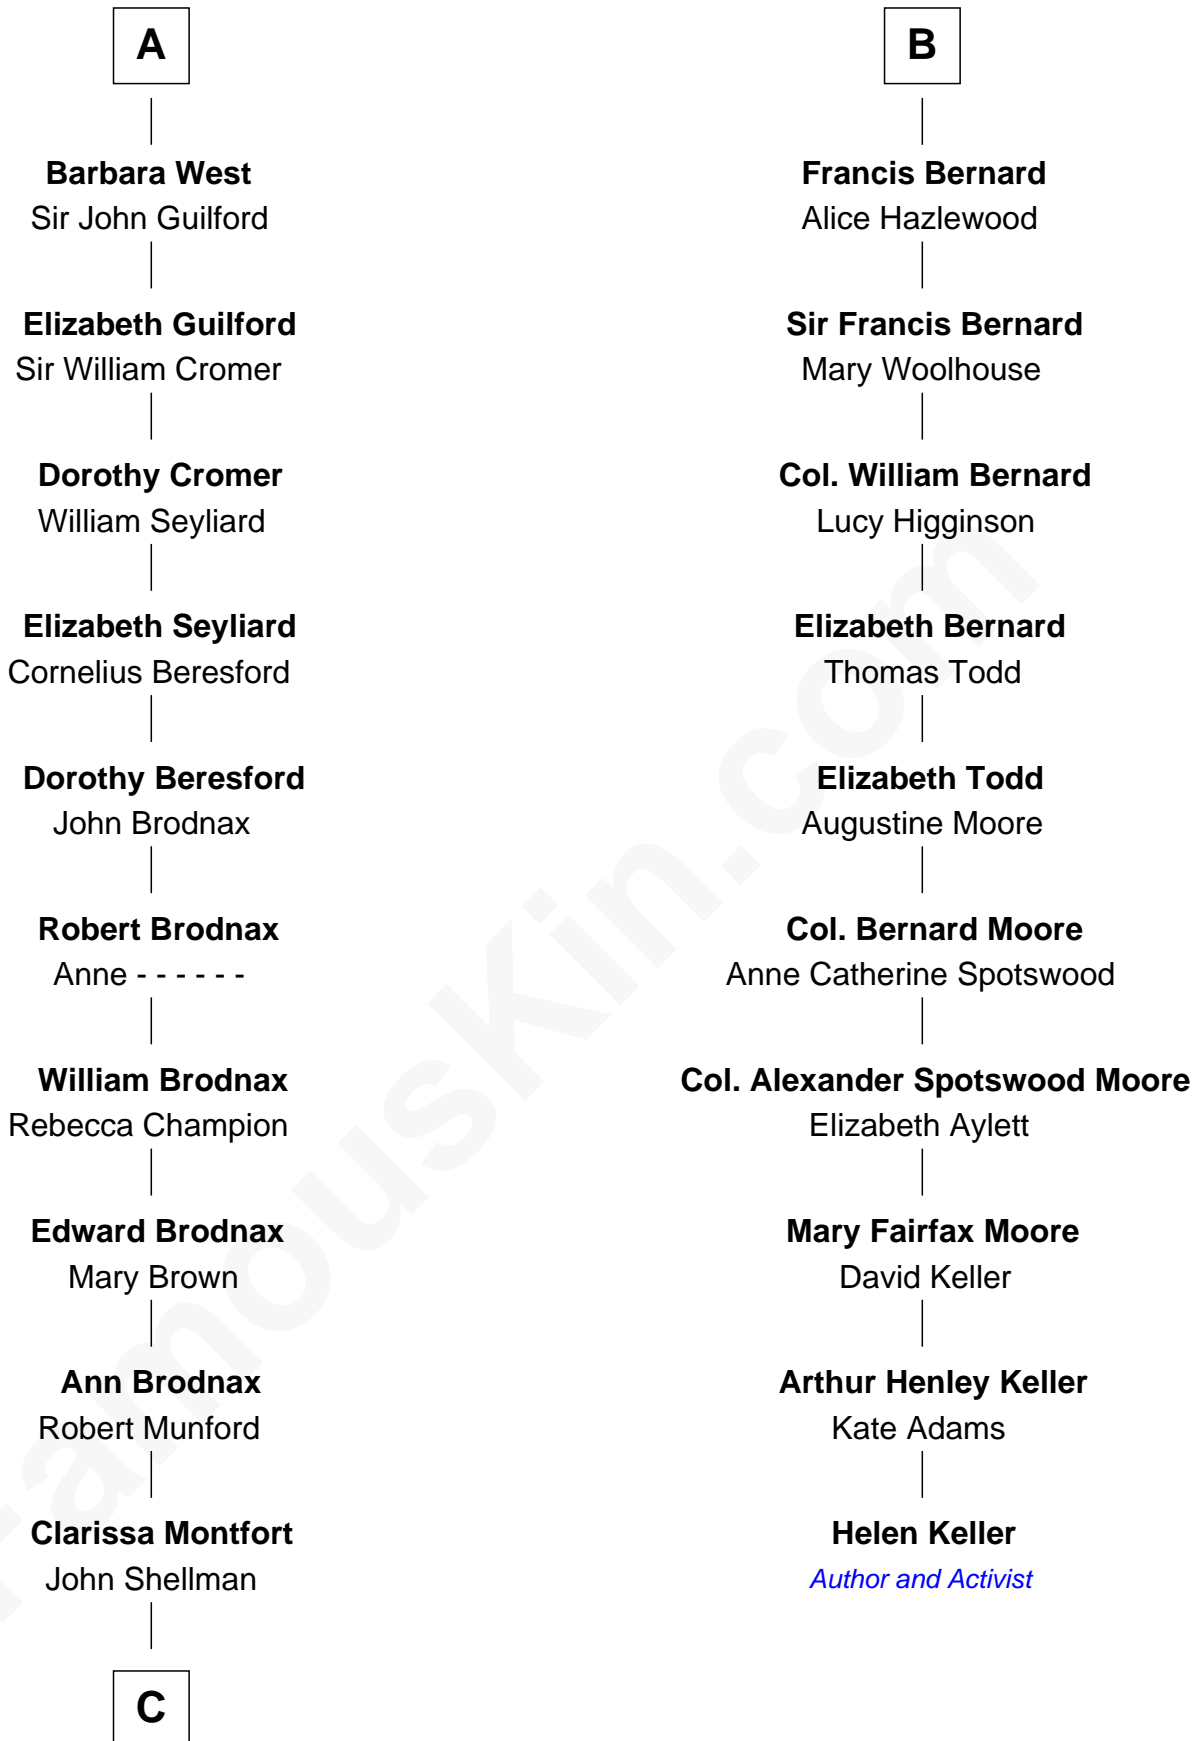 A
Barbara West
Sir John Guilford
Elizabeth Guilford
Sir William Cromer
Dorothy Cromer
William Seyliard
Elizabeth Seyliard
Cornelius Beresford
Dorothy Beresford
John Brodnax
Robert Brodnax
Anne - - - - - -
William Brodnax
Rebecca Champion
Edward Brodnax
Mary Brown
Ann Brodnax
Robert Munford
Clarissa Montfort
John Shellman
C
B
Francis Bernard
Alice Hazlewood
Sir Francis Bernard
Mary Woolhouse
Col. William Bernard
Lucy Higginson
Elizabeth Bernard
Thomas Todd
Elizabeth Todd
Augustine Moore
Col. Bernard Moore
Anne Catherine Spotswood
Col. Alexander Spotswood Moore
Elizabeth Aylett
Mary Fairfax Moore
David Keller
Arthur Henley Keller
Kate Adams
Helen Keller
Author and Activist
FamousKin.com